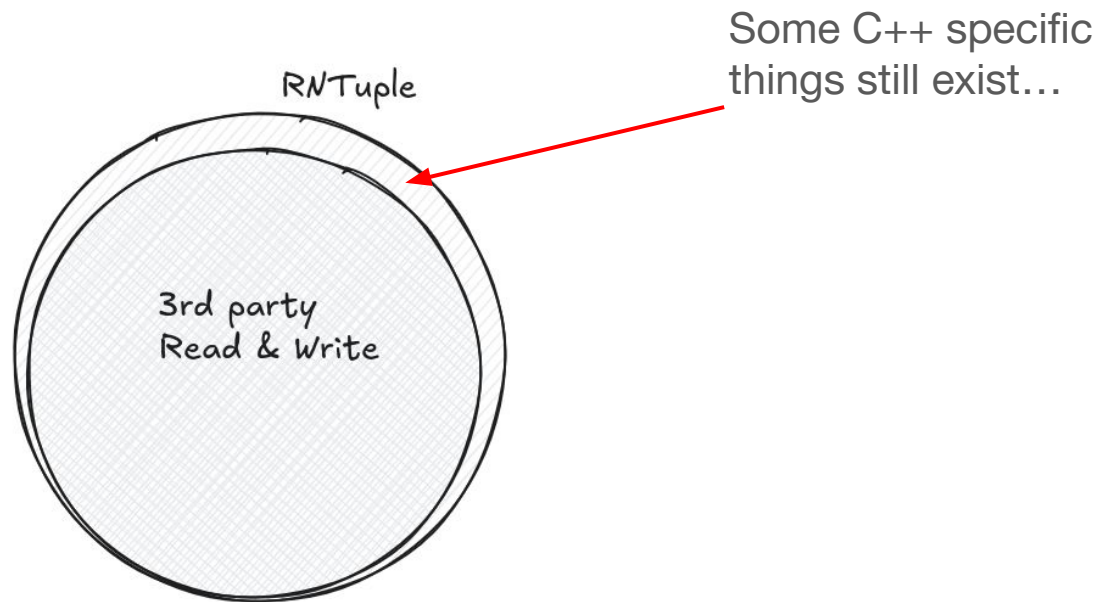 Some C++ specific
things still exist…
RNTuple
3rd party
Read & Write